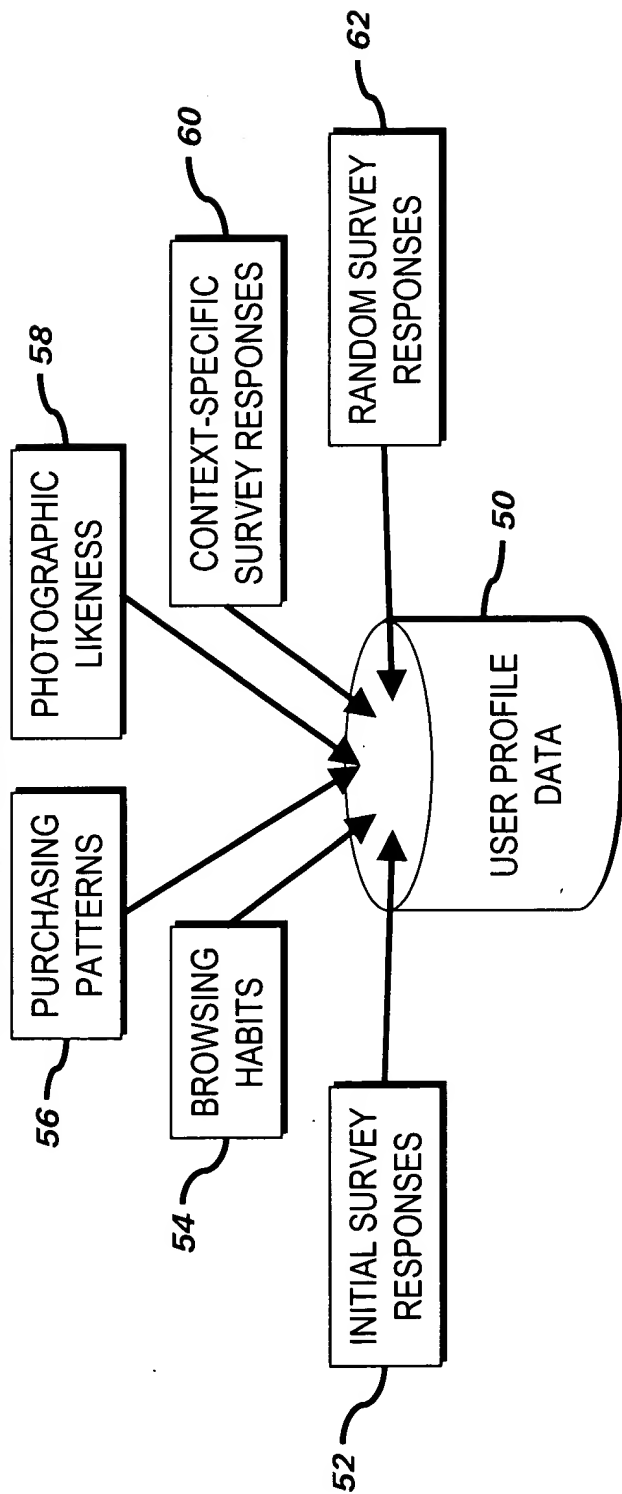 56
PURCHASING
PATTERNS
PHOTOGRAPHIC
LIKENESS
58
54
BROWSING
HABITS
CONTEXT-SPECIFIC
SURVEY RESPONSES
60
52
INITIAL SURVEY
RESPONSES
RANDOM SURVEY
RESPONSES
62
USER PROFILE
DATA
50